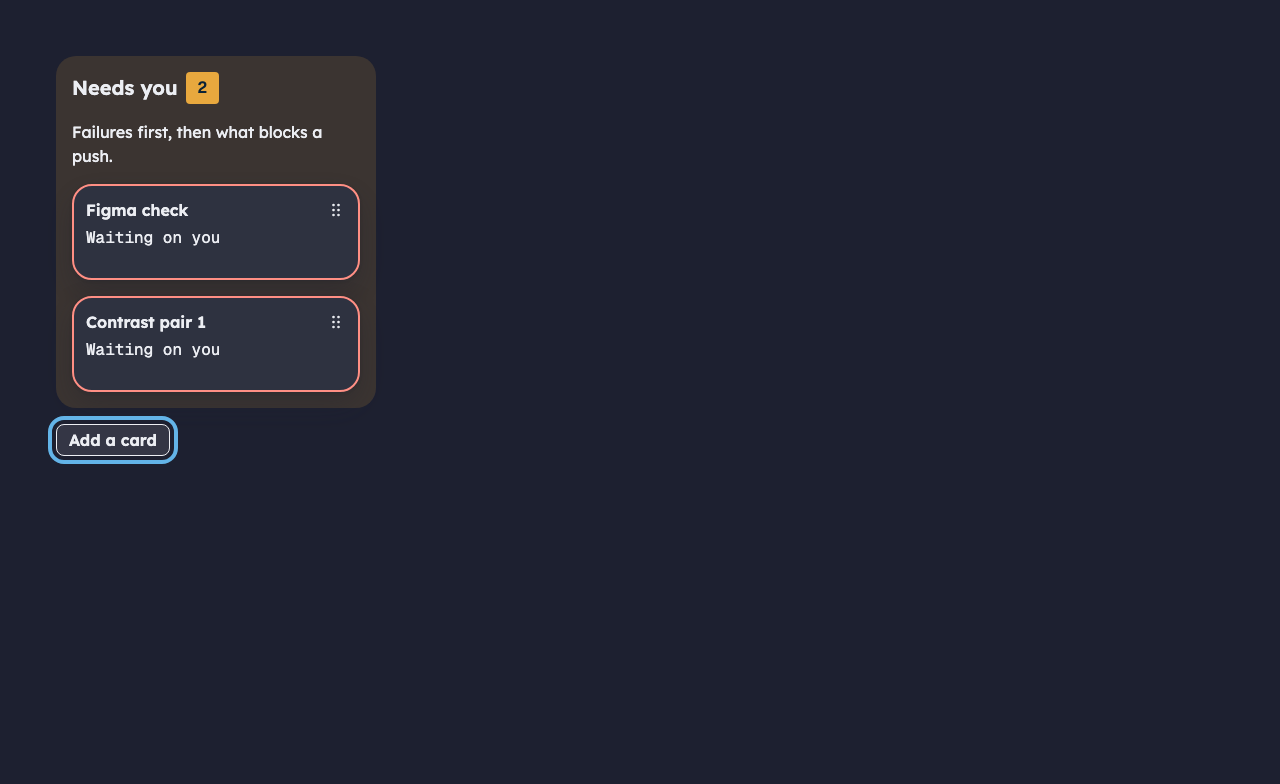 Needs you 2
Failures first, then what blocks a
push.
Figma check
Waiting on you
Contrast pair 1
Waiting on you
Add a card